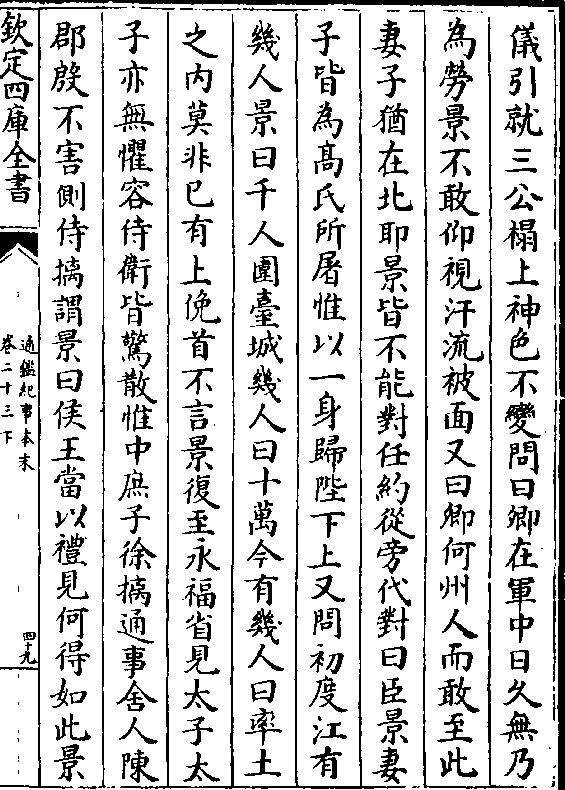 儀引就三公榻上神色不變問曰卿在軍中日久無乃
為勞景不敢仰視汗流被面又曰卿何州人而敢至此
妻子猶在北耶景皆不能對任約從旁代對曰臣景妻
子皆為髙氏所屠惟以一身歸陛下上又問初度江有
幾人景曰千人圍臺城幾人曰十萬今有幾人曰率土
之内莫非已有上俛首不言景復至永福省見太子太
子亦無懼容侍衛皆驚散惟中庶子徐摛通事舍人陳
郡殷不害側侍摛謂景曰侯王當以禮見何得如此景
欽定四庫全書
通鑑紀事本末
卷二十三下
四十九